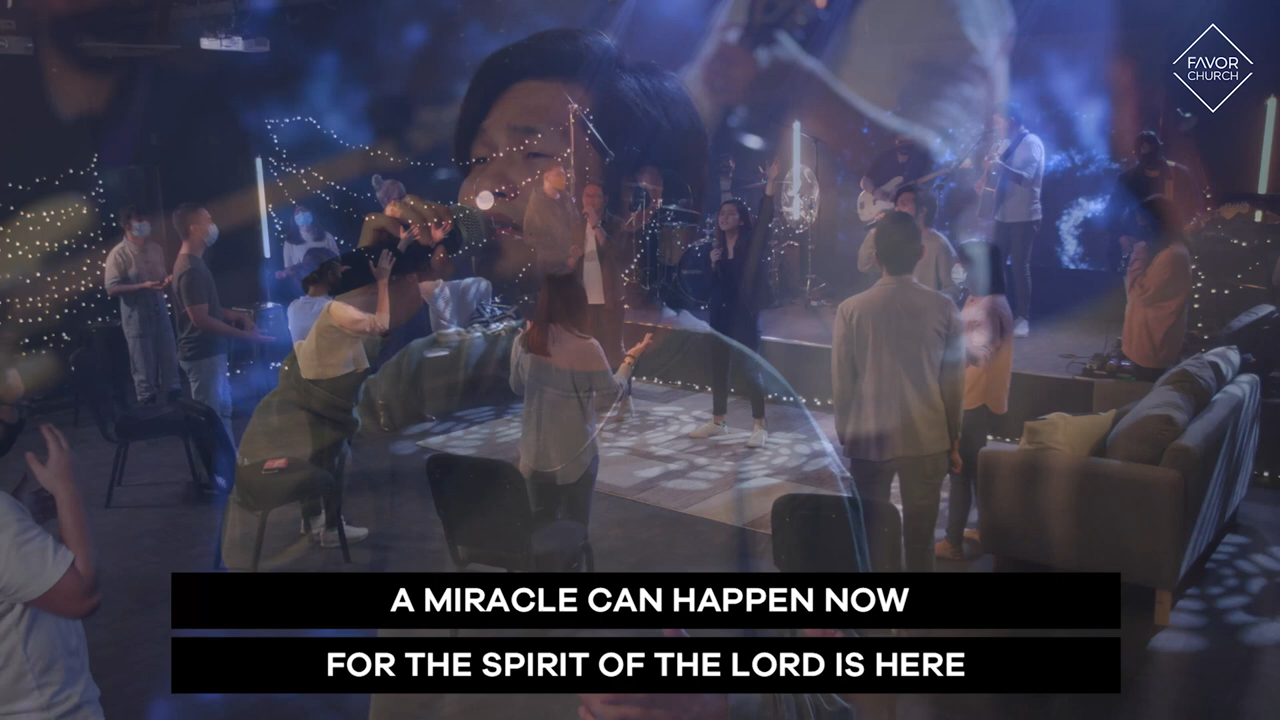 FAVOR
CHURCH
A MIRACLE CAN HAPPEN NOW
FOR THE SPIRIT OF THE LORD IS HERE